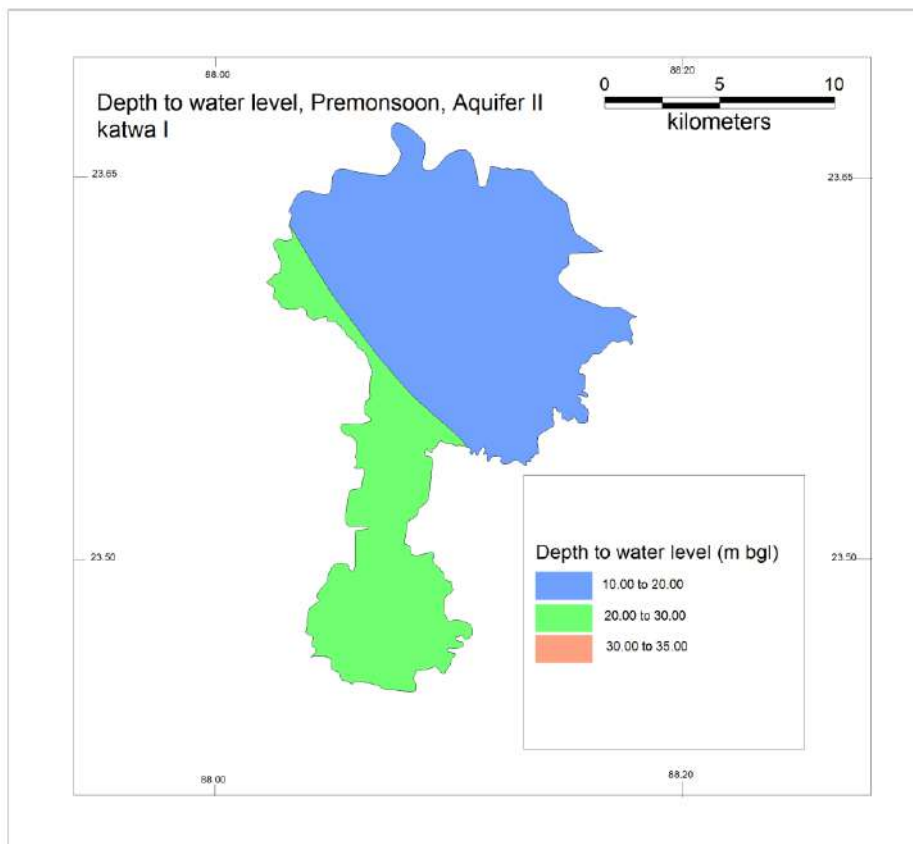 88.00
88.20
0 5 10
kilometers
Depth to water level, Premonsoon, Aquifer II
katwa I
23.65
23.65
23.50
23.50
Depth to water level (m bgl)
10.00 to 20.00
20.00 to 30.00
30.00 to 35.00
88.00
88.20